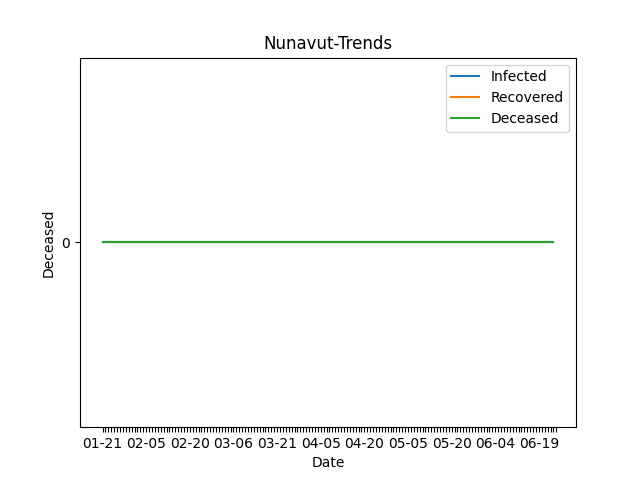 Nunavut-Trends
Infected
Recovered
Deceased
Deceased
0
01-21 02-05 02-20 03-06 03-21 04-05 04-20 05-05 05-20 06-04 06-19
Date